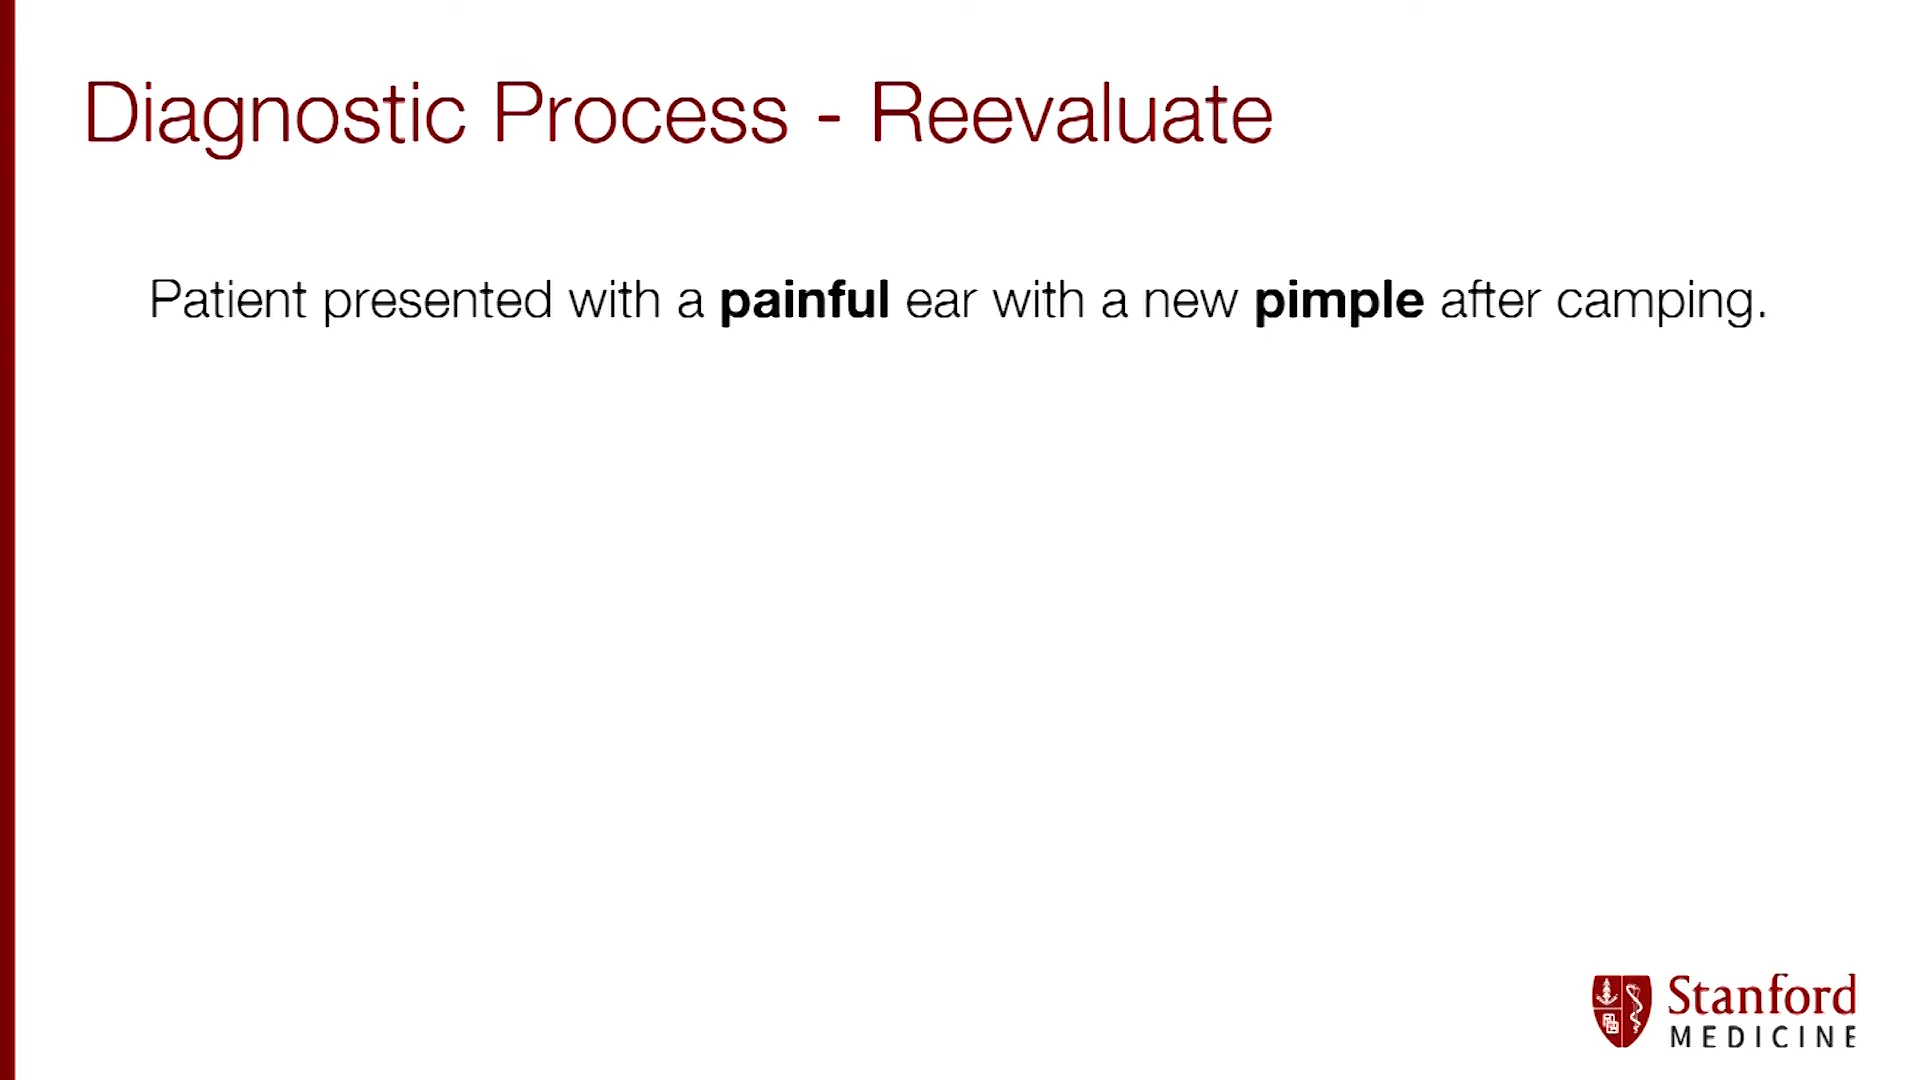 Diagnostic Process - Reevaluate
Patient presented with a painful ear with a new pimple after camping.
Stanford
MEDICINE